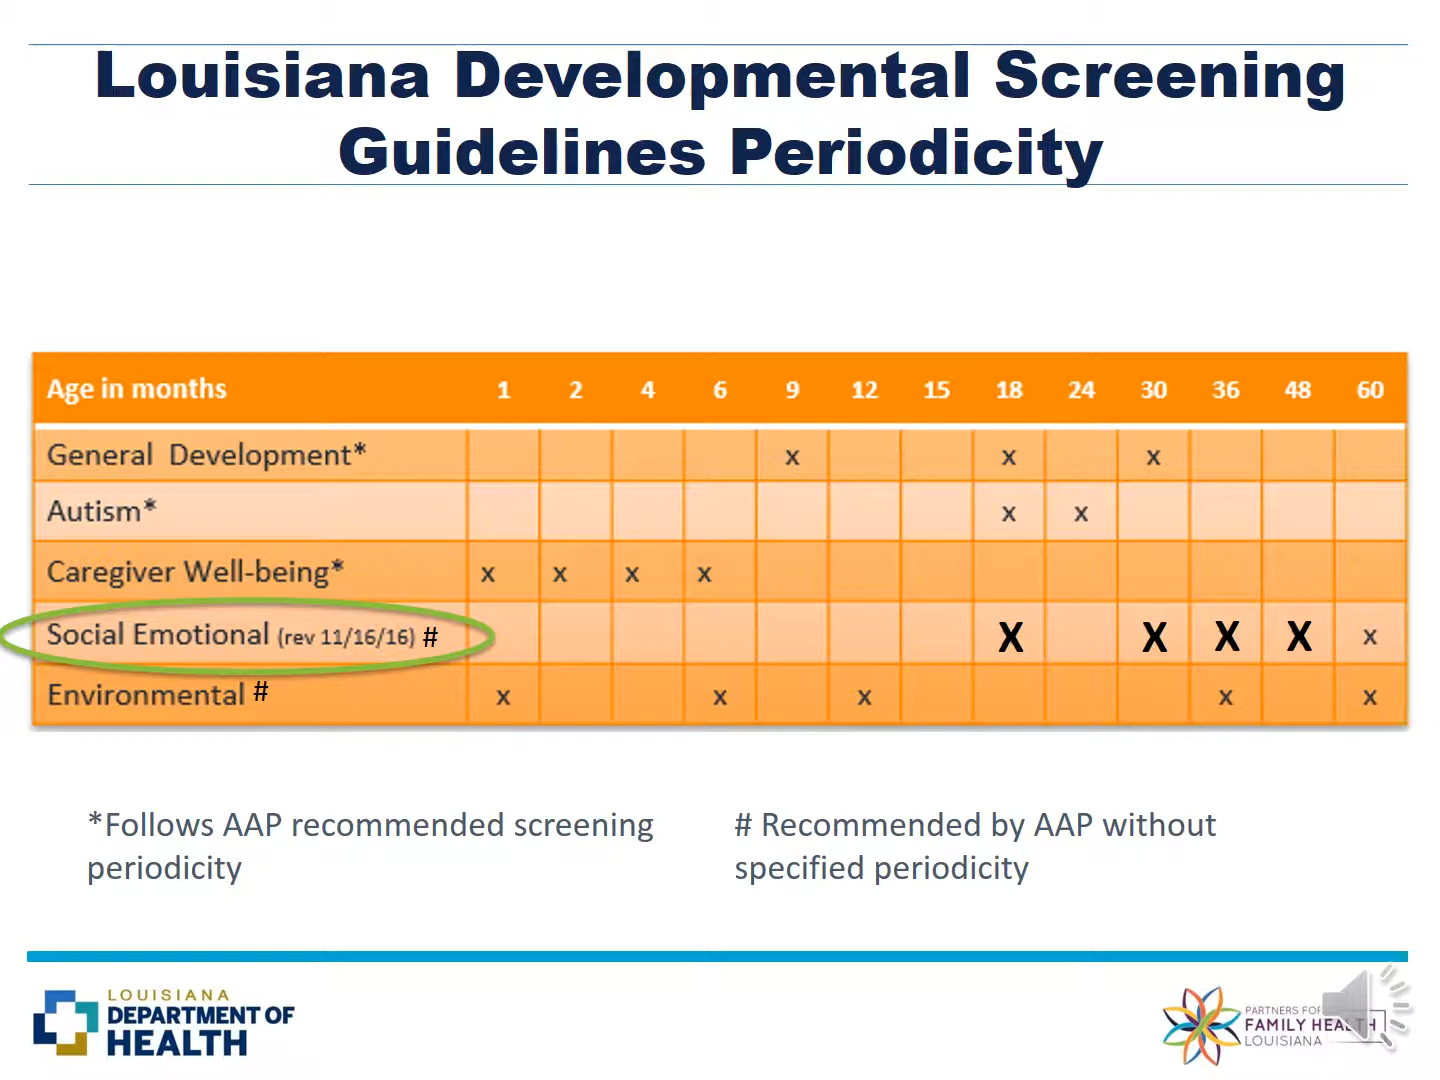 Louisiana Developmental Screening
Guidelines Periodicity
Age in months 1 2 4 6 9 12 15 18 24 30 36 48 60
General Development* x x x
Autism* x x
Caregiver Well-being* x x x x
Social Emotional (rev 11/16/16) # X X X X x
Environmental # x x x x x
*Follows AAP recommended screening
periodicity
# Recommended by AAP without
specified periodicity
LOUISIANA
DEPARTMENT OF
HEALTH
PARTNERS FOR
FAMILY HEALTH
LOUISIANA